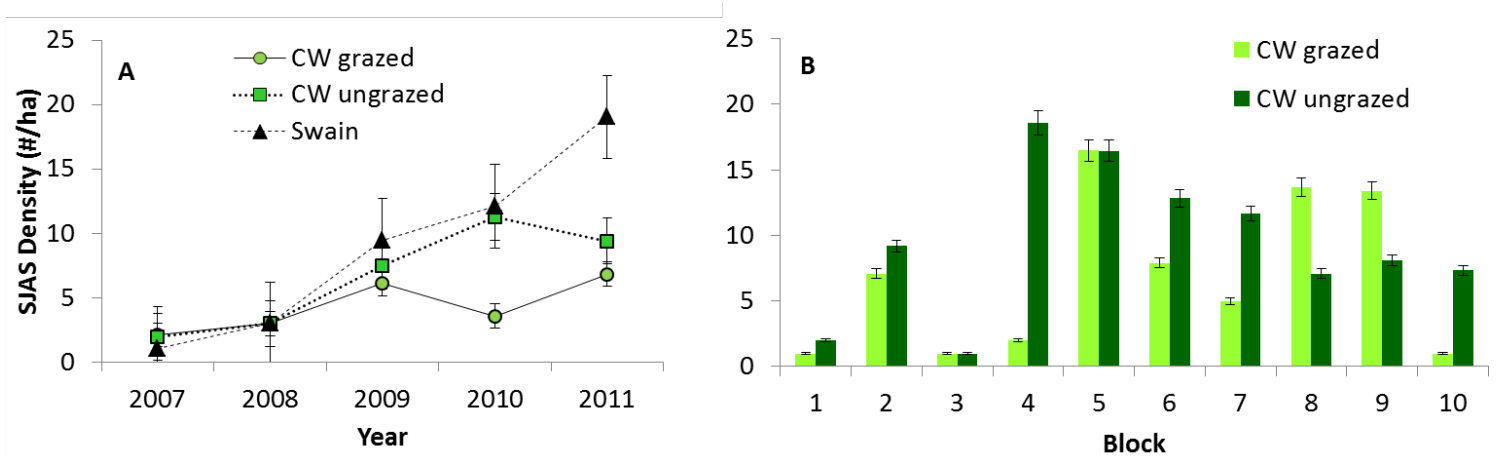 A
CW grazed
CW ungrazed
Swain
SJAS Density (#/ha)
25
20
15
10
5
0
2007 2008 2009 2010 2011
Year
B
CW grazed
CW ungrazed
25
20
15
10
5
0
1 2 3 4 5 6 7 8 9 10
Block